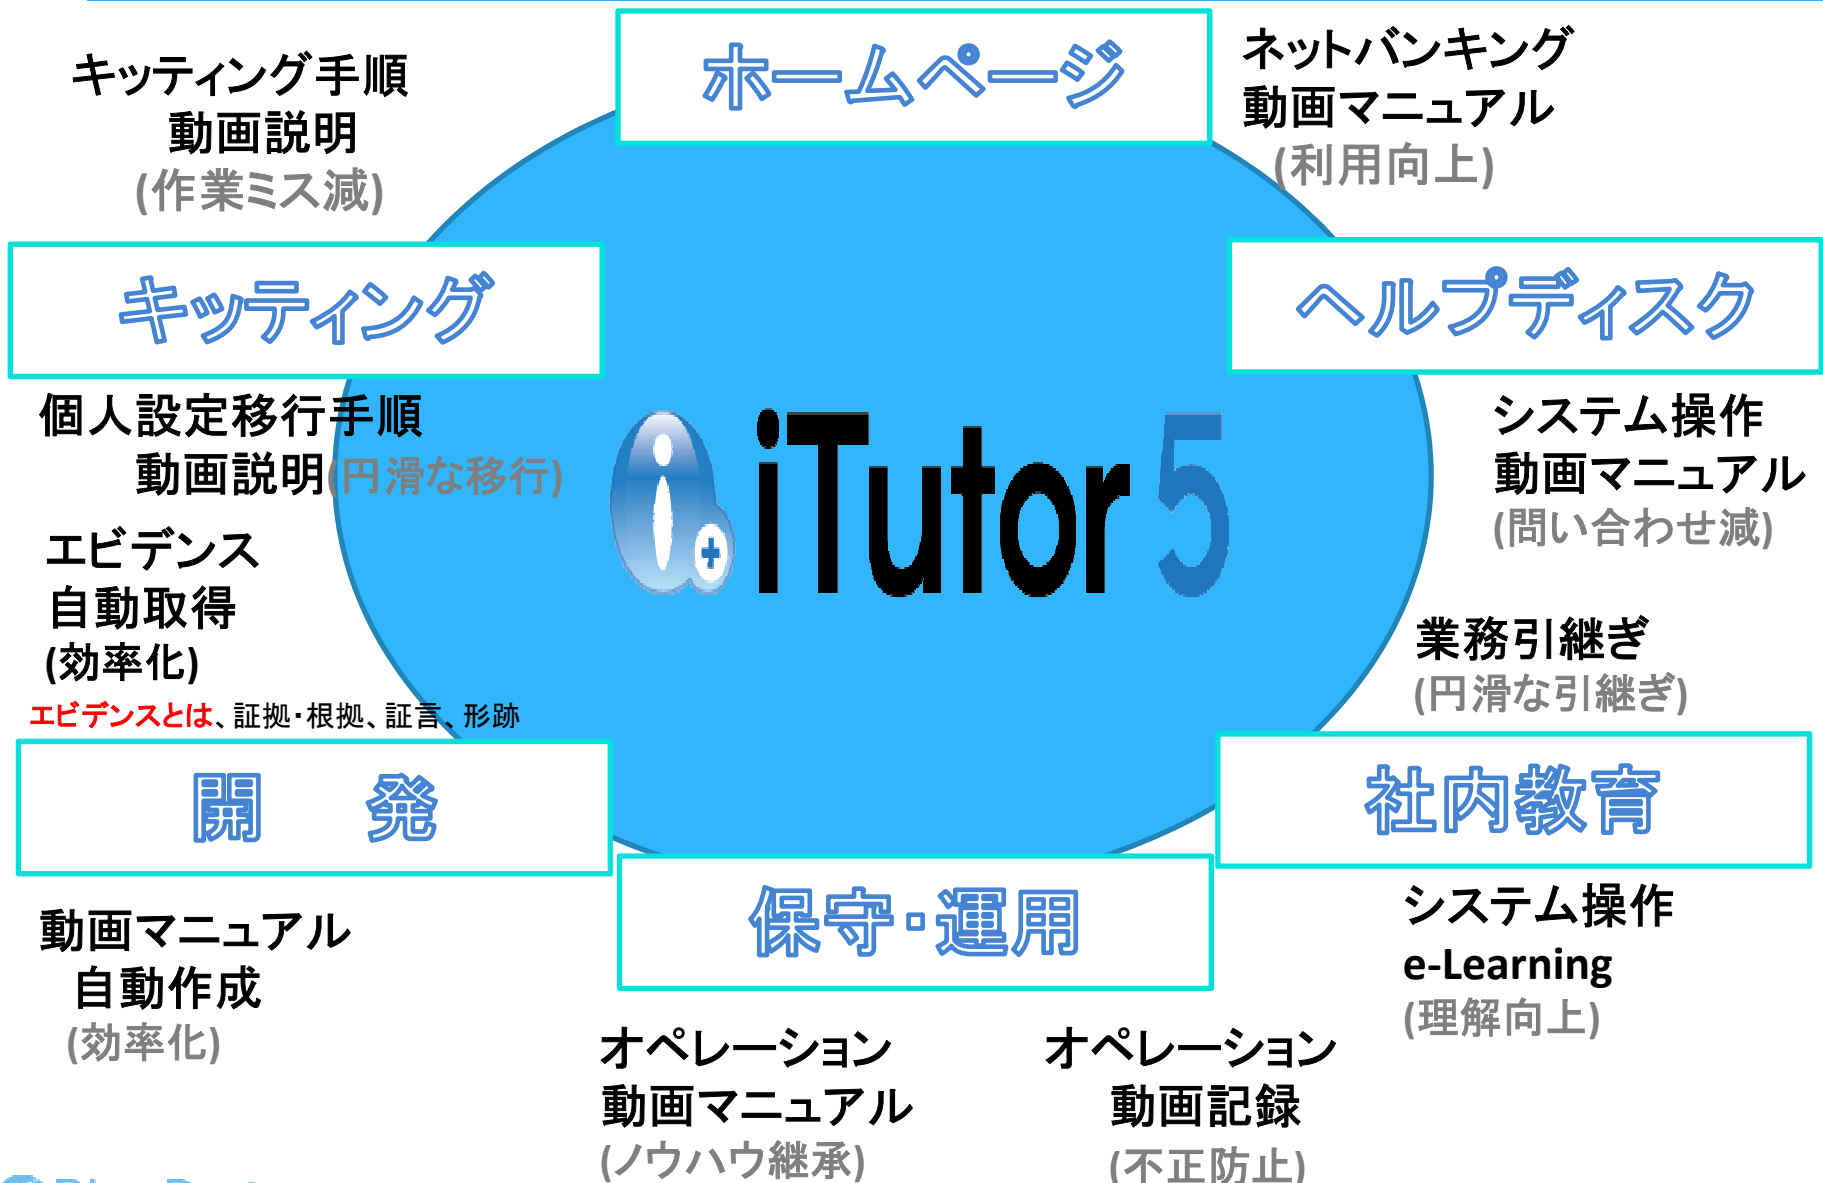 ホームページ
キッティング手順
動画説明
(作業ミス減)
ネットバンキング
動画マニュアル
(利用向上)
キッティング
ヘルプディスク
個人設定移行手順
動画説明(円滑な移行)
エビデンス
自動取得
(効率化)
エビデンスとは、証拠・根拠、証言、形跡
iTutor 5
システム操作
動画マニュアル
(問い合わせ減)
業務引継ぎ
(円滑な引継ぎ)
開 発
社内教育
動画マニュアル
自動作成
(効率化)
保守・運用
システム操作
e-Learning
(理解向上)
オペレーション
動画マニュアル
(ノウハウ継承)
オペレーション
動画記録
(不正防止)